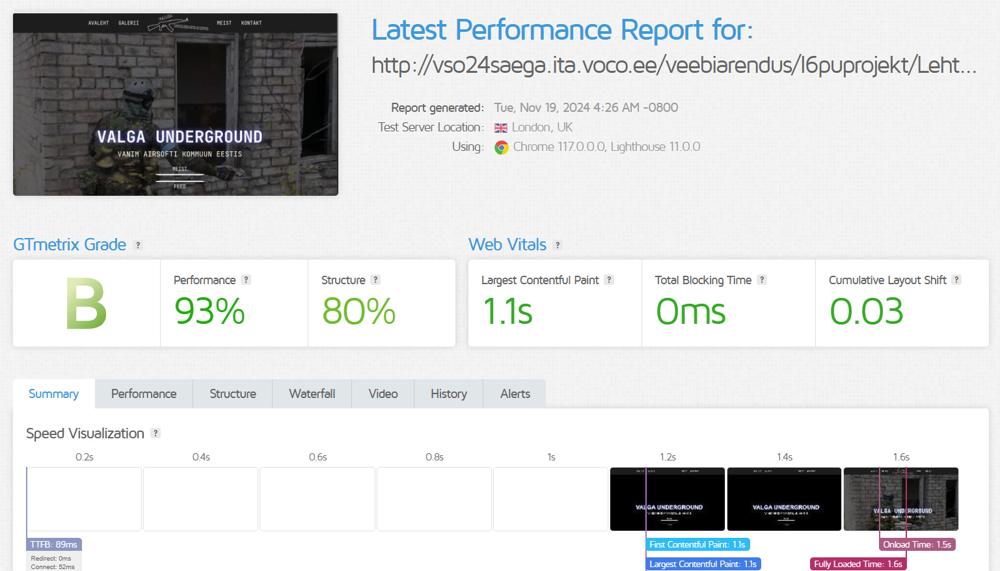 AVALEHT GALERII VALGA MEIST KONTAKT
VALGA UNDERGROUND
VANIM AIRSOFTI KOMMUUN EESTIS
MEIST
FEED
Latest Performance Report for:
http://vso24saega.ita.voco.ee/veebiarendus/l6puprojekt/Leht...
Report generated: Tue, Nov 19, 2024 4:26 AM -0800
Test Server Location: London, UK
Using: Chrome 117.0.0.0, Lighthouse 11.0.0
GTmetrix Grade ?
B
Performance ?
93%
Structure ?
80%
Web Vitals ?
Largest Contentful Paint ?
1.1s
Total Blocking Time ?
0ms
Cumulative Layout Shift ?
0.03
Summary Performance Structure Waterfall Video History Alerts
Speed Visualization ?
0.2s 0.4s 0.6s 0.8s 1s 1.2s 1.4s 1.6s
VALGA UNDERGROUND VALGA UNDERGROUND VALGA UNDERGROUND
TTFB: 89ms First Contentful Paint: 1.1s Onload Time: 1.5s
Redirect: 0ms
Connect: 52ms
Largest Contentful Paint: 1.1s Fully Loaded Time: 1.6s